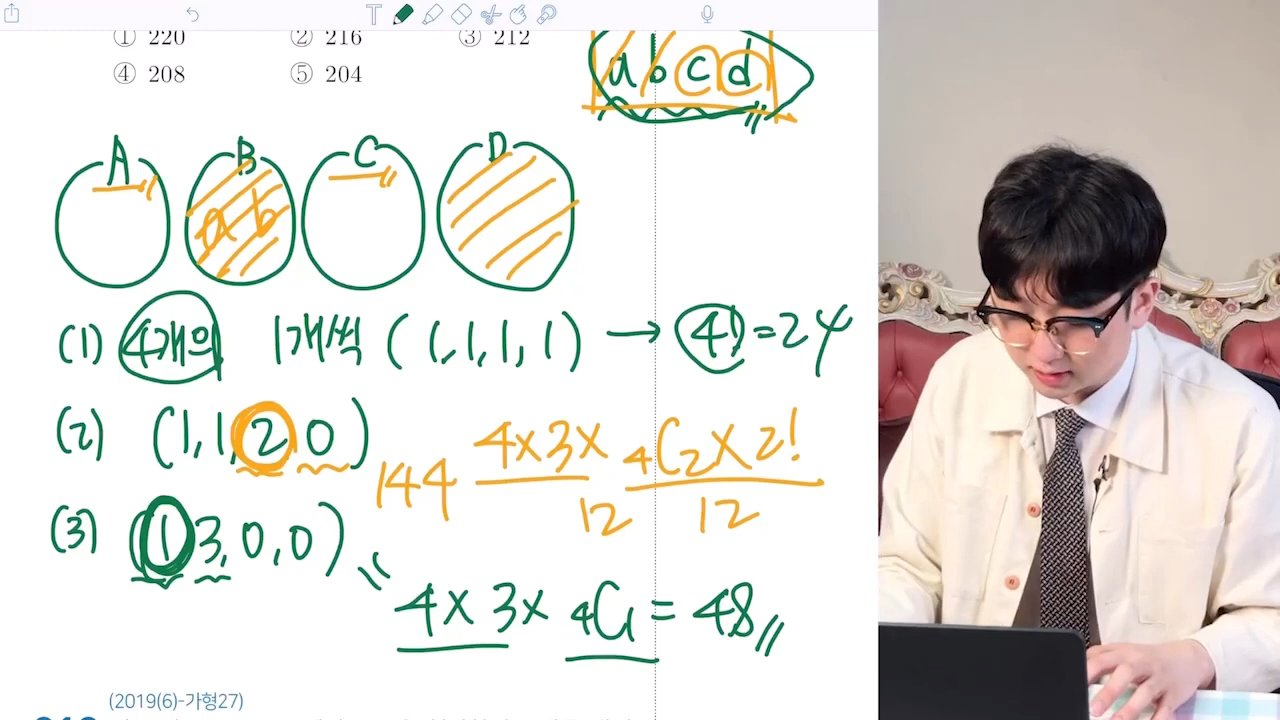 ① 220 ② 216 ③ 212
④ 208 ⑤ 204
a b c d
A B C D
a b
(1) 4개의 1개씩 (1,1,1,1) → 4! = 24
(2) (1,1,2,0) 144 4×3× ₄C₂×2!
12 12
(3) (1,3,0,0)
4×3×₄C₁ = 48
(2019(6)-가형27)